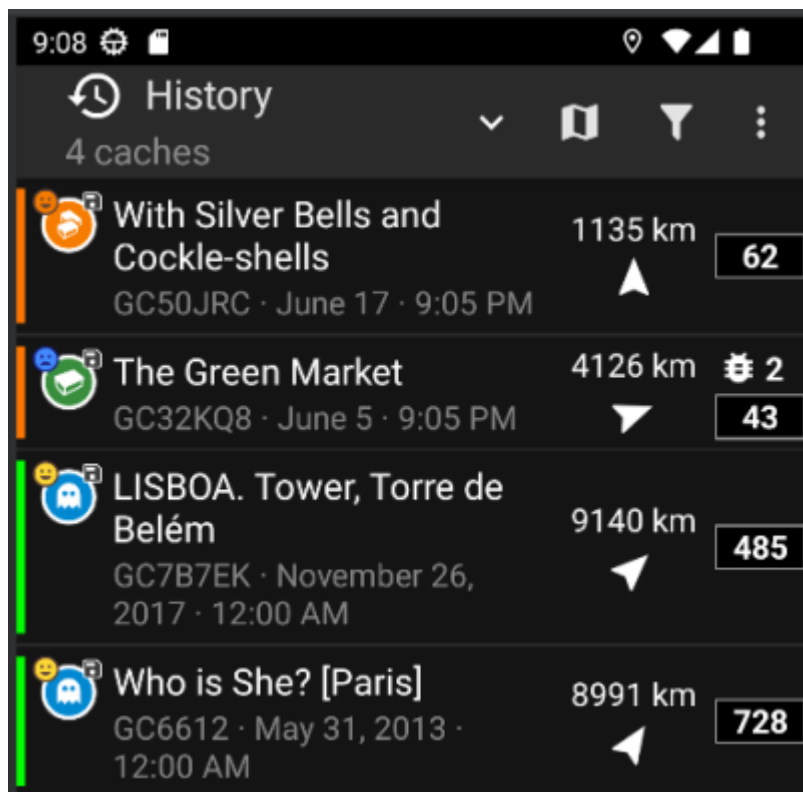 9:08
History
4 caches
With Silver Bells and
Cockle-shells
GC50JRC · June 17 · 9:05 PM
1135 km
62
The Green Market
GC32KQ8 · June 5 · 9:05 PM
4126 km
2
43
LISBOA. Tower, Torre de
Belém
GC7B7EK · November 26,
2017 · 12:00 AM
9140 km
485
Who is She? [Paris]
GC6612 · May 31, 2013 ·
12:00 AM
8991 km
728